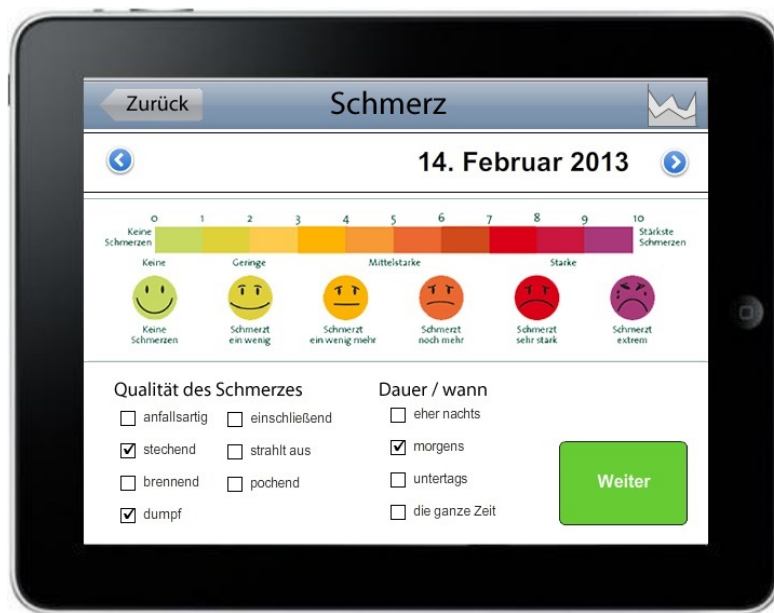 Zurück
Schmerz
14. Februar 2013
0 1 2 3 4 5 6 7 8 9 10
Keine
Schmerzen
Stärkste
Schmerzen
Keine
Geringe
Mittelstarke
Starke
Keine
Schmerzen
Schmerzt
ein wenig
Schmerzt
ein wenig mehr
Schmerzt
noch mehr
Schmerzt
sehr stark
Schmerzt
extrem
Qualität des Schmerzes
anfallsartig
einschließend
stechend
strahlt aus
brennend
pochend
dumpf
Dauer / wann
eher nachts
morgens
untertags
die ganze Zeit
Weiter